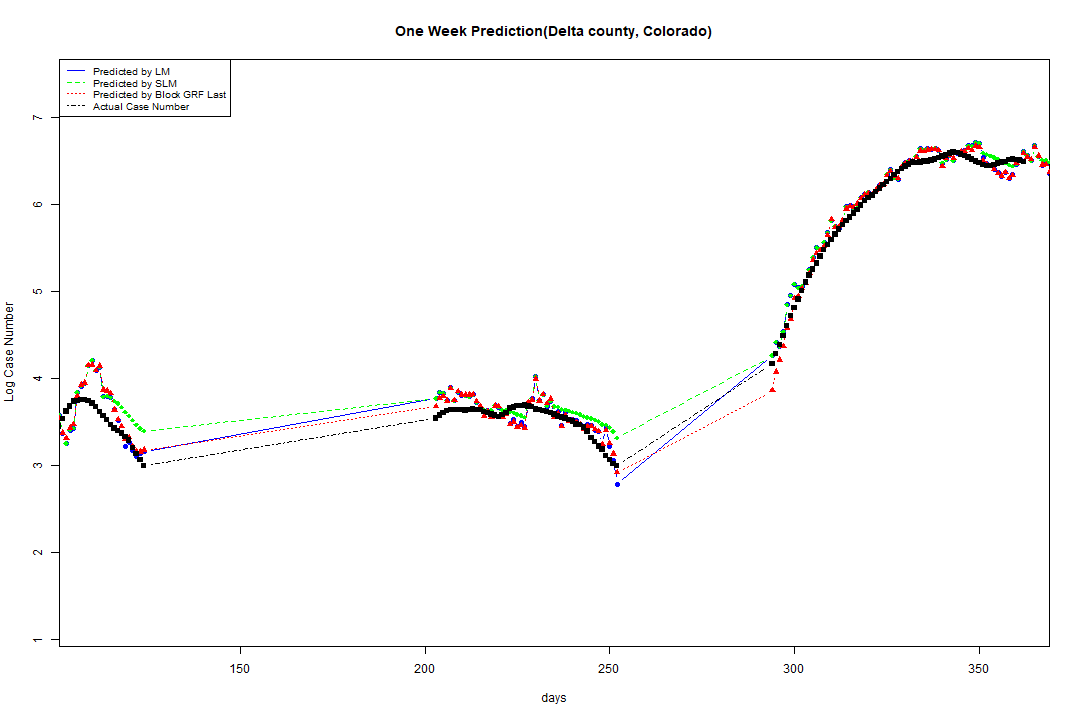 One Week Prediction(Delta county, Colorado)
Predicted by LM
Predicted by SLM
Predicted by Block GRF Last
Actual Case Number
Log Case Number
7
6
5
4
3
2
1
150 200 250 300 350
days